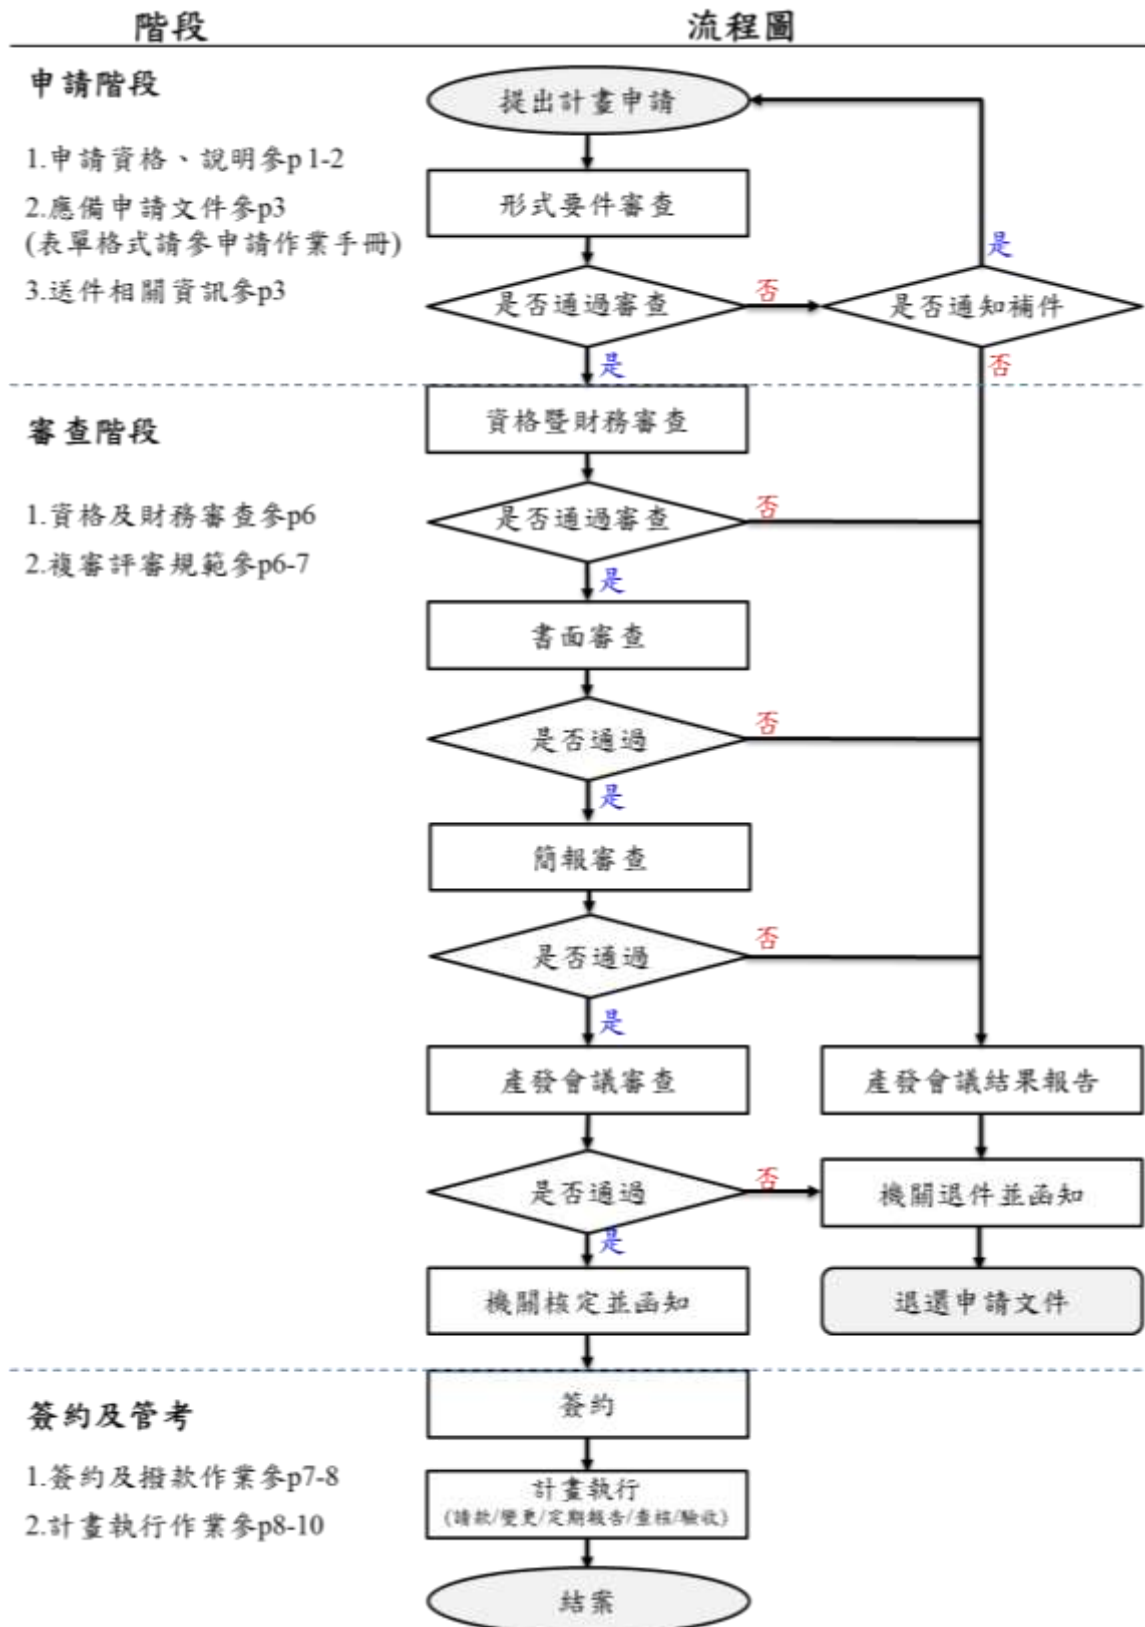 階段 流程圖
申請階段
1.申請資格、說明參p1-2
2.應備申請文件參p3
(表單格式請參申請作業手冊)
3.送件相關資訊參p3
提出計畫申請
形式要件審查
是否通過審查
否
是否通知補件
是
是
否
審查階段
1.資格及財務審查參p6
2.複審評審規範參p6-7
資格暨財務審查
是否通過審查
否
是
書面審查
是否通過
否
是
簡報審查
是否通過
否
是
產發會議審查
產發會議結果報告
是否通過
否
機關退件並函知
是
機關核定並函知
退還申請文件
簽約及管考
1.簽約及撥款作業參p7-8
2.計畫執行作業參p8-10
簽約
計畫執行
(請款/變更/定期報告/查核/驗收)
結案